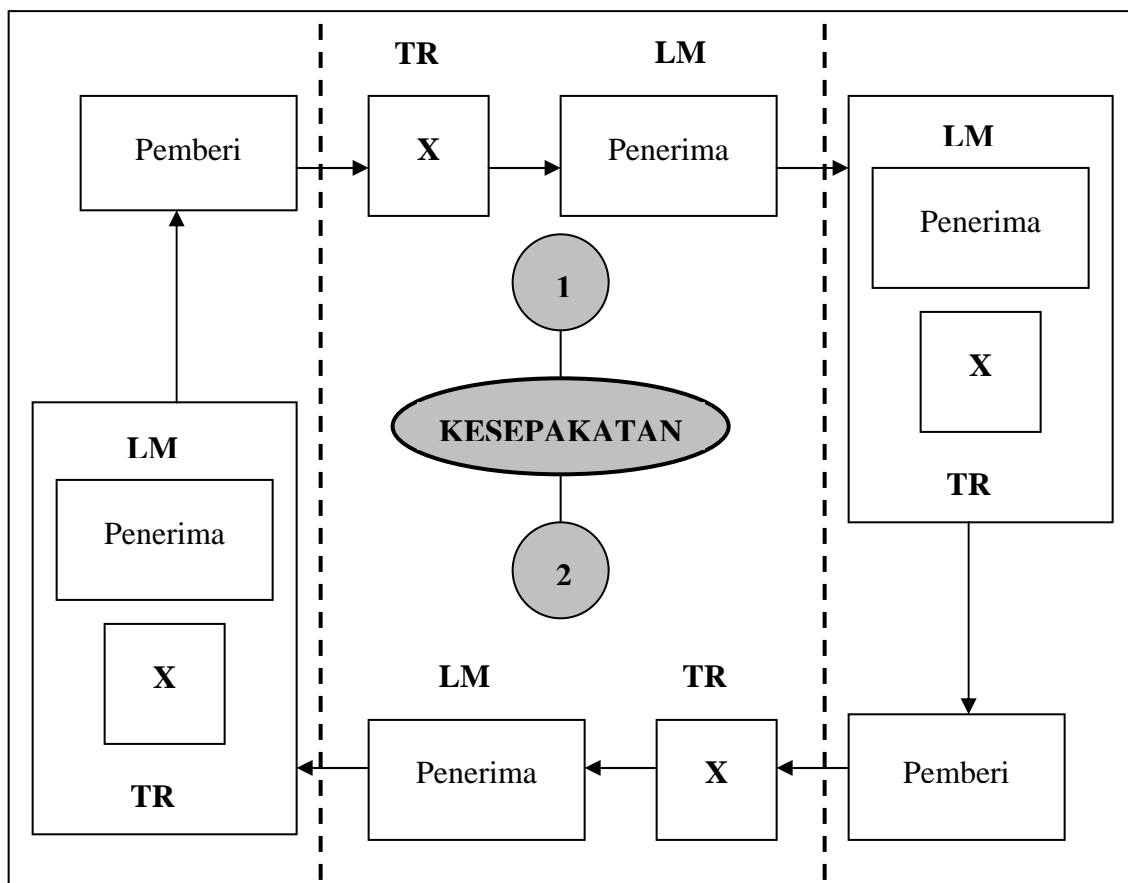 TR
LM
Pemberi
X
Penerima
LM
Penerima
X
TR
1
KESEPAKATAN
2
LM
Penerima
X
TR
LM
TR
Penerima
X
Pemberi